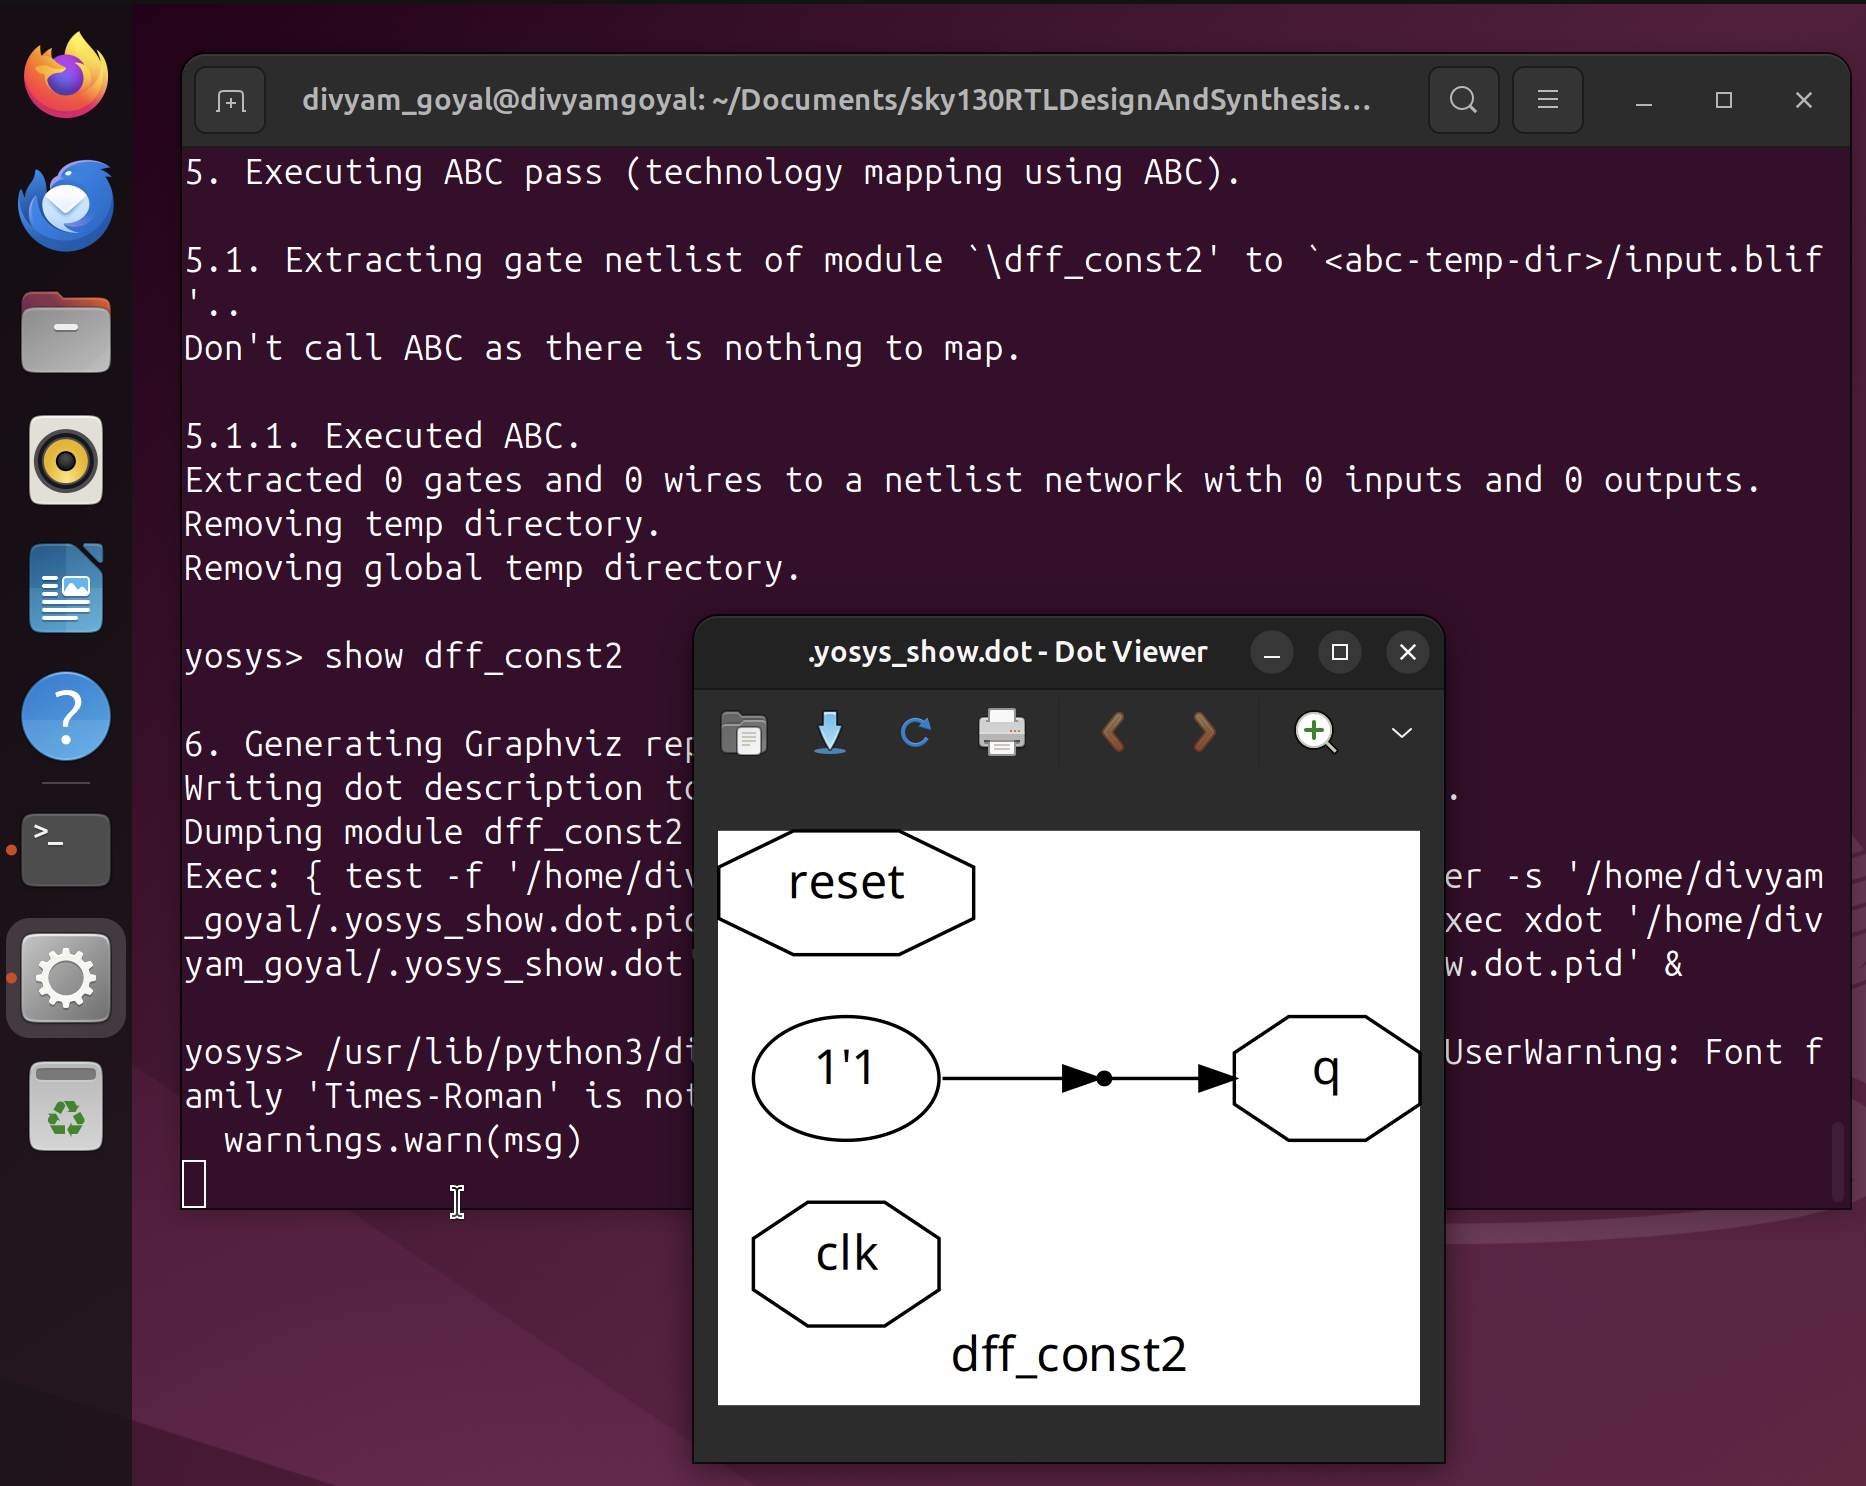 divyam_goyal@divyamgoyal: ~/Documents/sky130RTLDesignAndSynthesis...
5. Executing ABC pass (technology mapping using ABC).
5.1. Extracting gate netlist of module `\dff_const2' to `<abc-temp-dir>/input.blif
'..
Don't call ABC as there is nothing to map.
5.1.1. Executed ABC.
Extracted 0 gates and 0 wires to a netlist network with 0 inputs and 0 outputs.
Removing temp directory.
Removing global temp directory.
yosys> show dff_const2
6. Generating Graphviz rep
Writing dot description to .
Dumping module dff_const2
Exec: { test -f '/home/div er -s '/home/divyam
_goyal/.yosys_show.dot.pid xec xdot '/home/div
yam_goyal/.yosys_show.dot' w.dot.pid' &
yosys> /usr/lib/python3/di UserWarning: Font f
amily 'Times-Roman' is not
warnings.warn(msg)
.yosys_show.dot - Dot Viewer
reset
1'1
q
clk
dff_const2